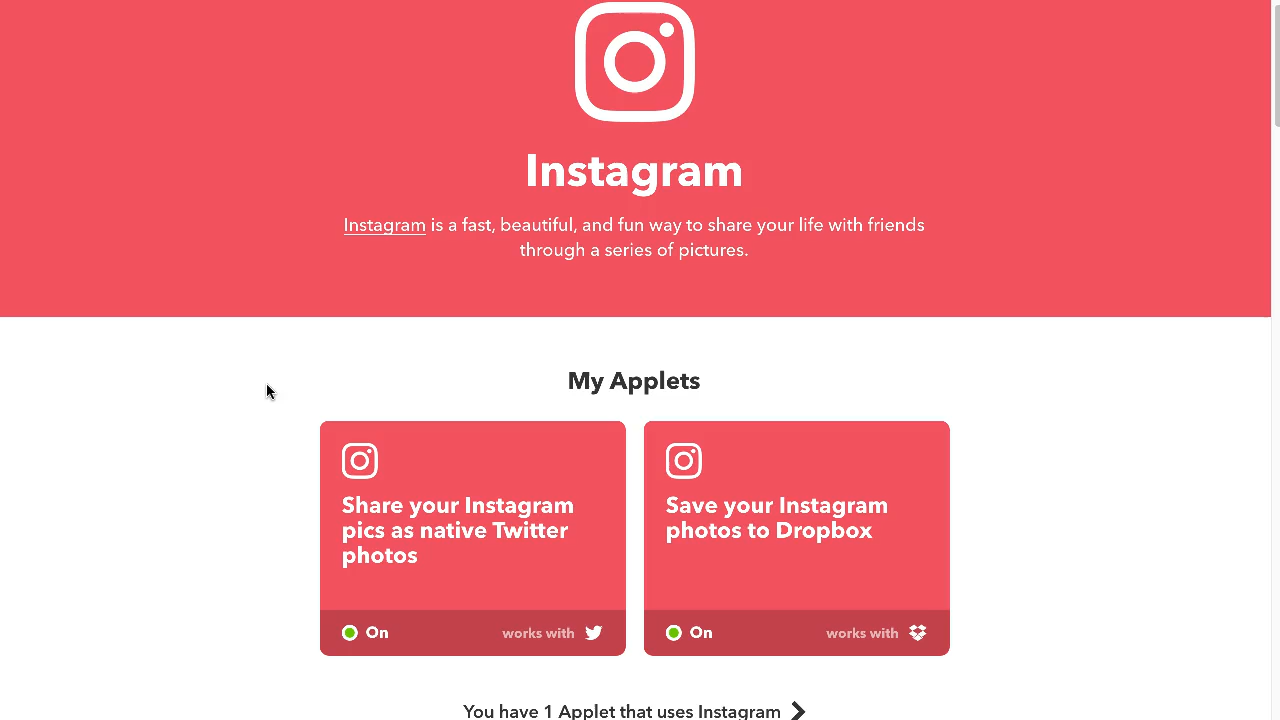 Instagram
Instagram is a fast, beautiful, and fun way to share your life with friends
through a series of pictures.
My Applets
Share your Instagram
pics as native Twitter
photos
On
works with
Save your Instagram
photos to Dropbox
On
works with
You have 1 Applet that uses Instagram